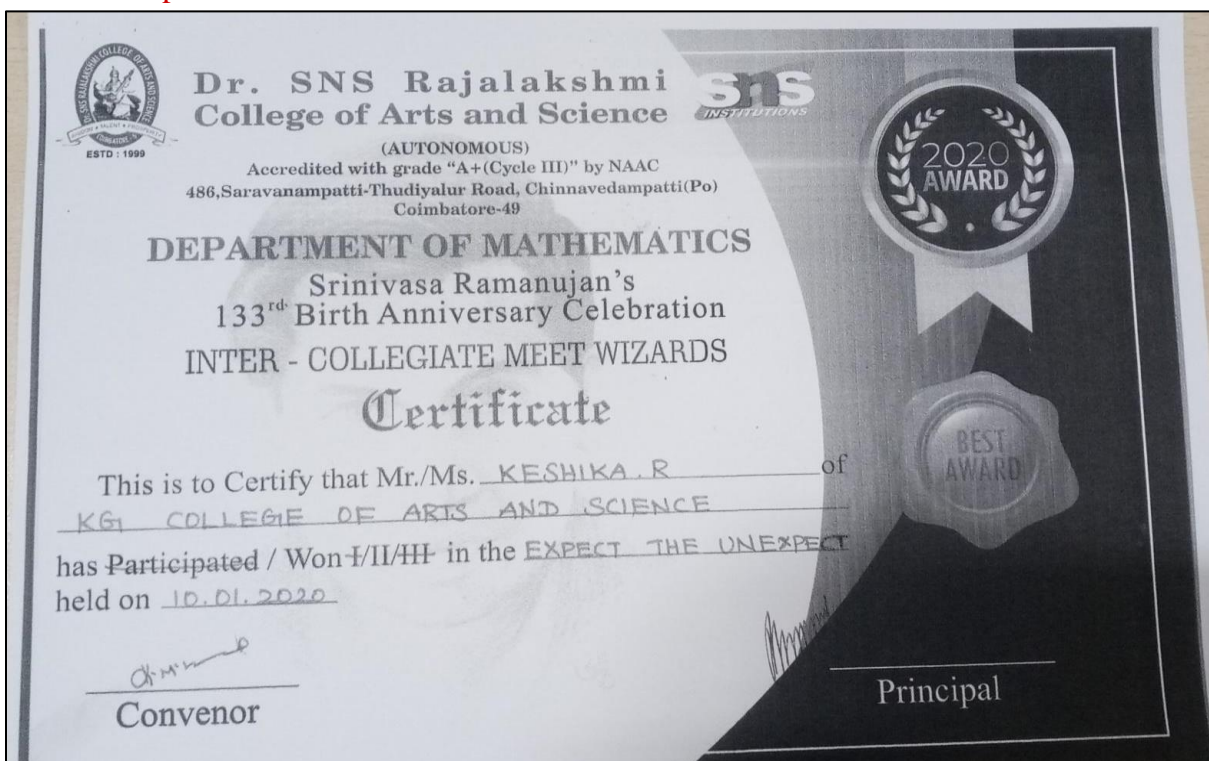 Dr. SNS Rajalakshmi
College of Arts and Science
SNS
INSTITUTIONS
ESTD : 1999
(AUTONOMOUS)
Accredited with grade “A+(Cycle III)” by NAAC
486,Saravanampatti-Thudiyalur Road, Chinnavedampatti(Po)
Coimbatore-49
2020
AWARD
DEPARTMENT OF MATHEMATICS
Srinivasa Ramanujan’s
133rd Birth Anniversary Celebration
INTER - COLLEGIATE MEET WIZARDS
Certificate
BEST
AWARD
This is to Certify that Mr./Ms. KESHIKA.R of
KG COLLEGE OF ARTS AND SCIENCE
has Participated / Won I/II/III in the EXPECT THE UNEXPECT
held on 10.01.2020
Convenor
Principal